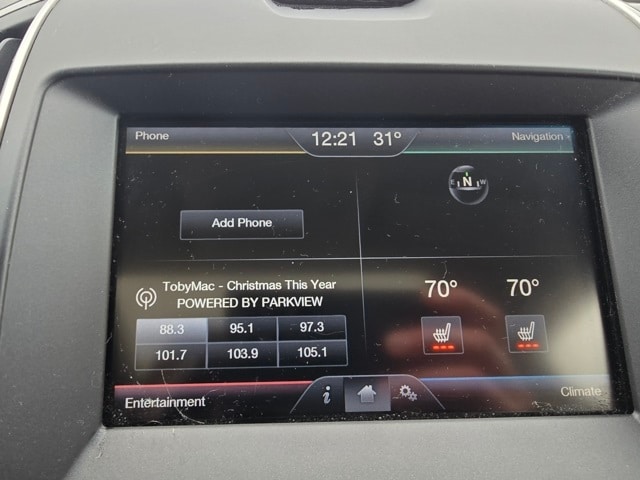 Phone
12:21 31°
Navigation
E N W
Add Phone
TobyMac - Christmas This Year
POWERED BY PARKVIEW
70° 70°
88.3 95.1 97.3
101.7 103.9 105.1
Entertainment
i
Climate